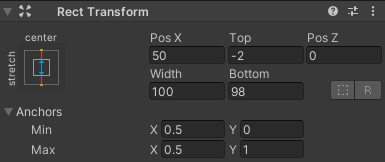 Rect Transform
center
stretch
Pos X Top Pos Z
50 -2 0
Width Bottom
100 98
R
Anchors
Min X 0.5 Y 0
Max X 0.5 Y 1